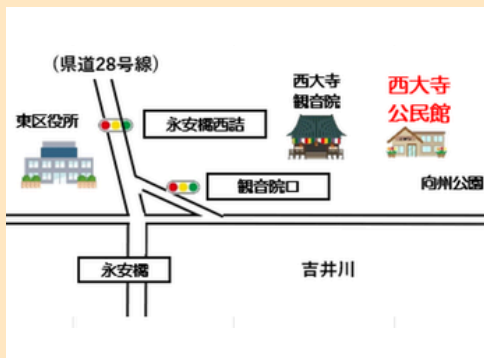 (県道28号線)
東区役所
永安橋西詰
西大寺
観音院
西大寺
公民館
観音院口
向州公園
永安橋
吉井川